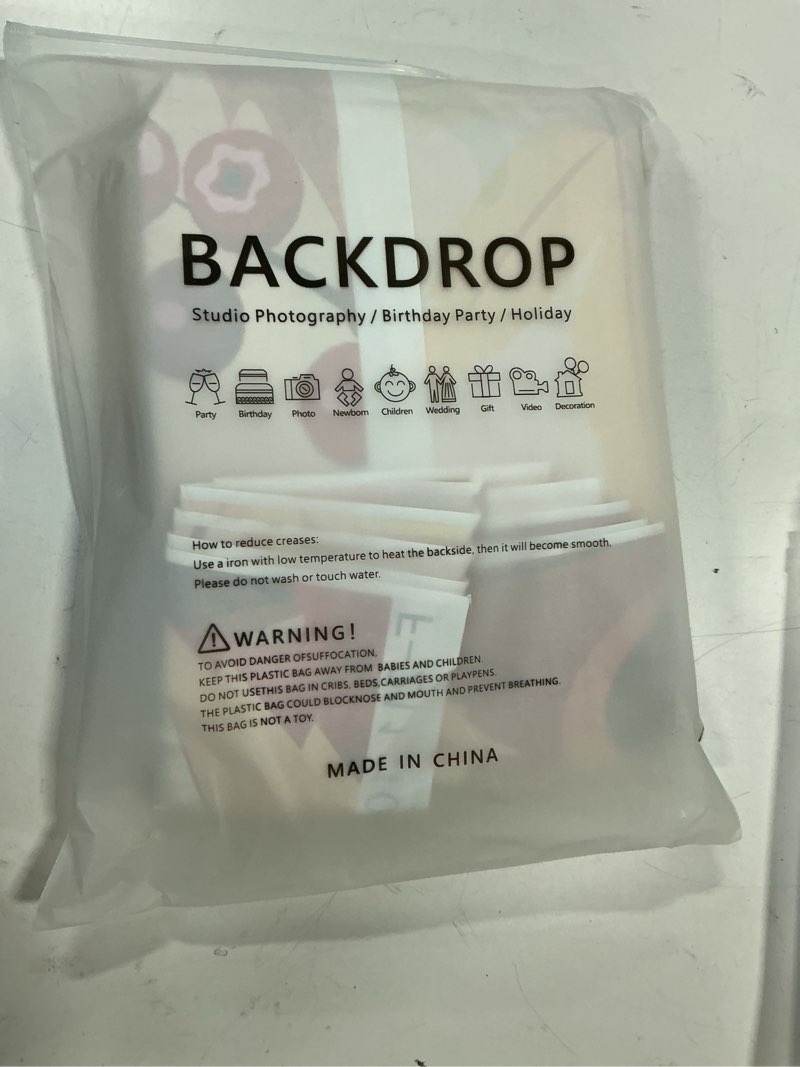 BACKDROP
Studio Photography / Birthday Party / Holiday
Party Birthday Photo Newborn Children Wedding Gift Video Decoration
How to reduce creases:
Use a iron with low temperature to heat the backside, then it will become smooth.
Please do not wash or touch water.
WARNING!
TO AVOID DANGER OFSUFFOCATION,
KEEP THIS PLASTIC BAG AWAY FROM BABIES AND CHILDREN.
DO NOT USETHIS BAG IN CRIBS, BEDS,CARRIAGES OR PLAYPENS.
THE PLASTIC BAG COULD BLOCKNOSE AND MOUTH AND PREVENT BREATHING.
THIS BAG IS NOT A TOY.
MADE IN CHINA